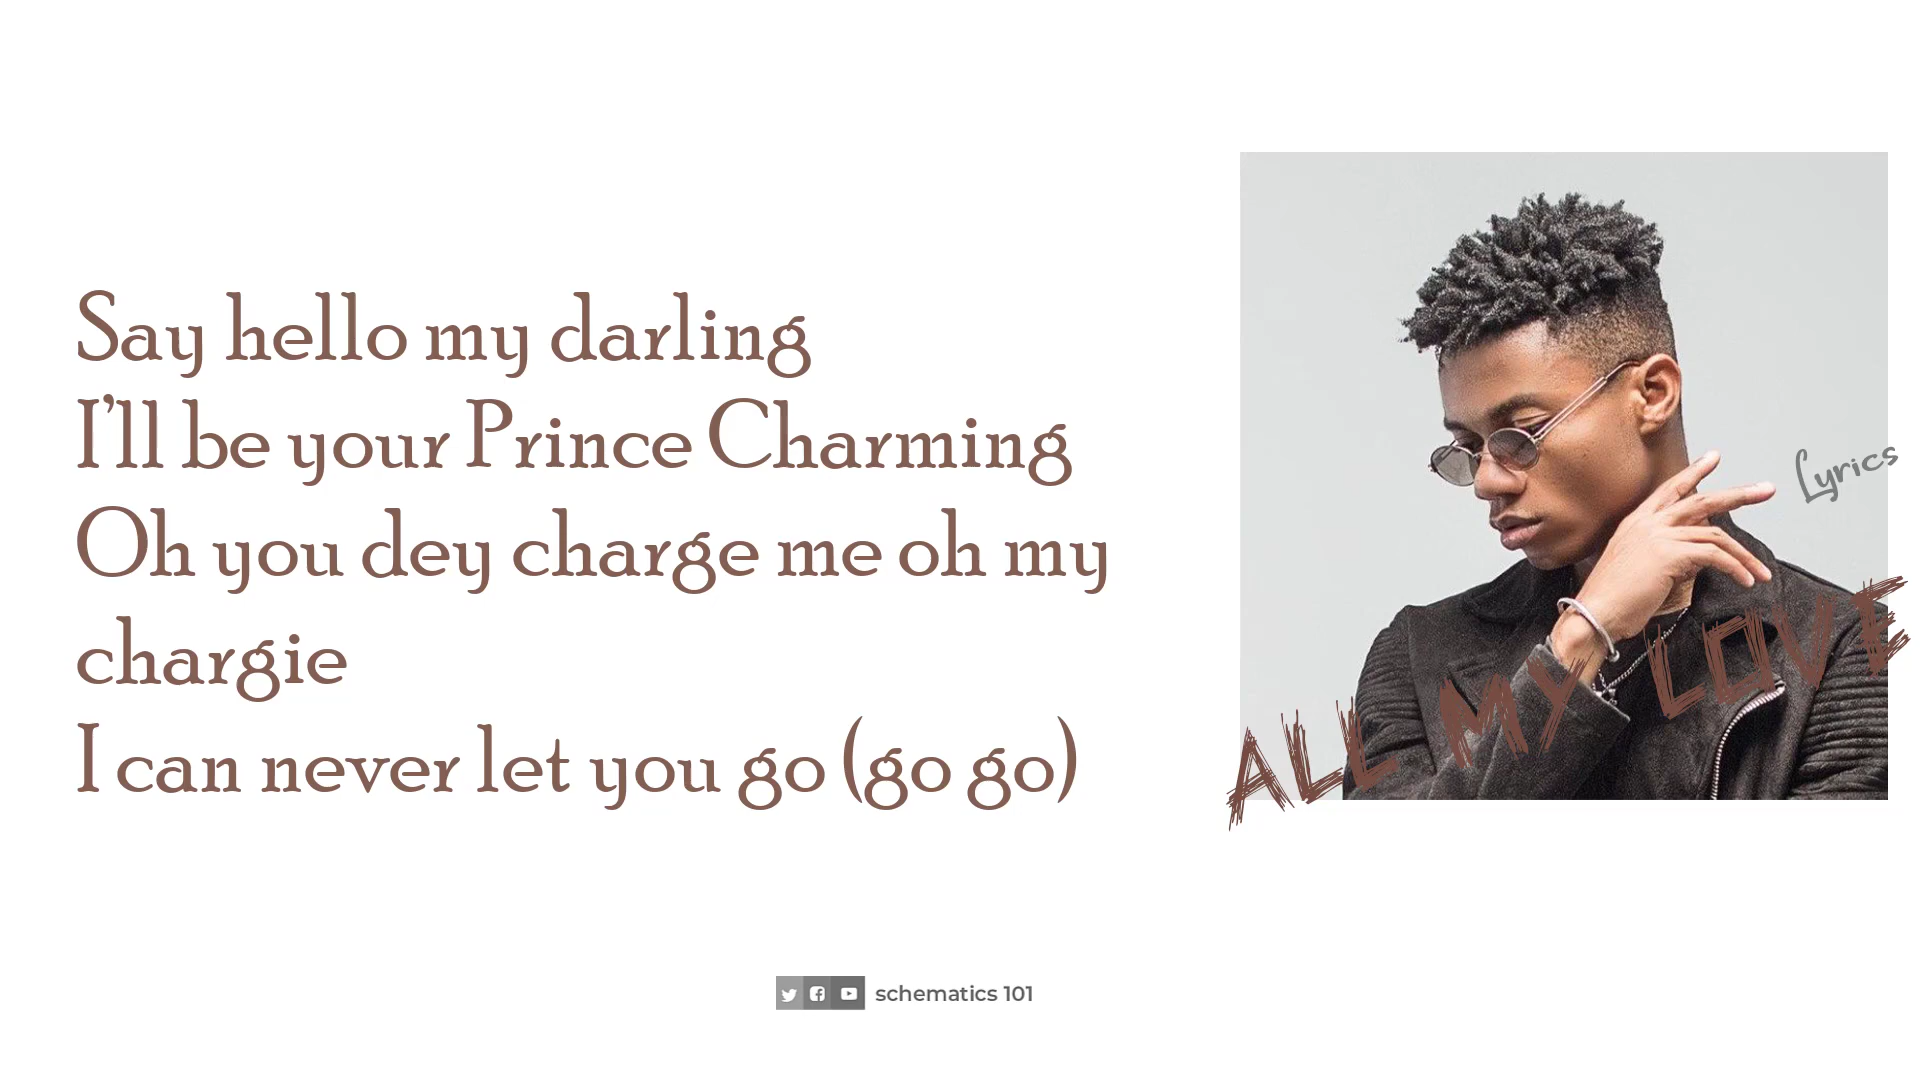 Say hello my darling
I'll be your Prince Charming
Oh you dey charge me oh my
chargie
I can never let you go (go go)
Lyrics
ALL MY LOVE
schematics 101